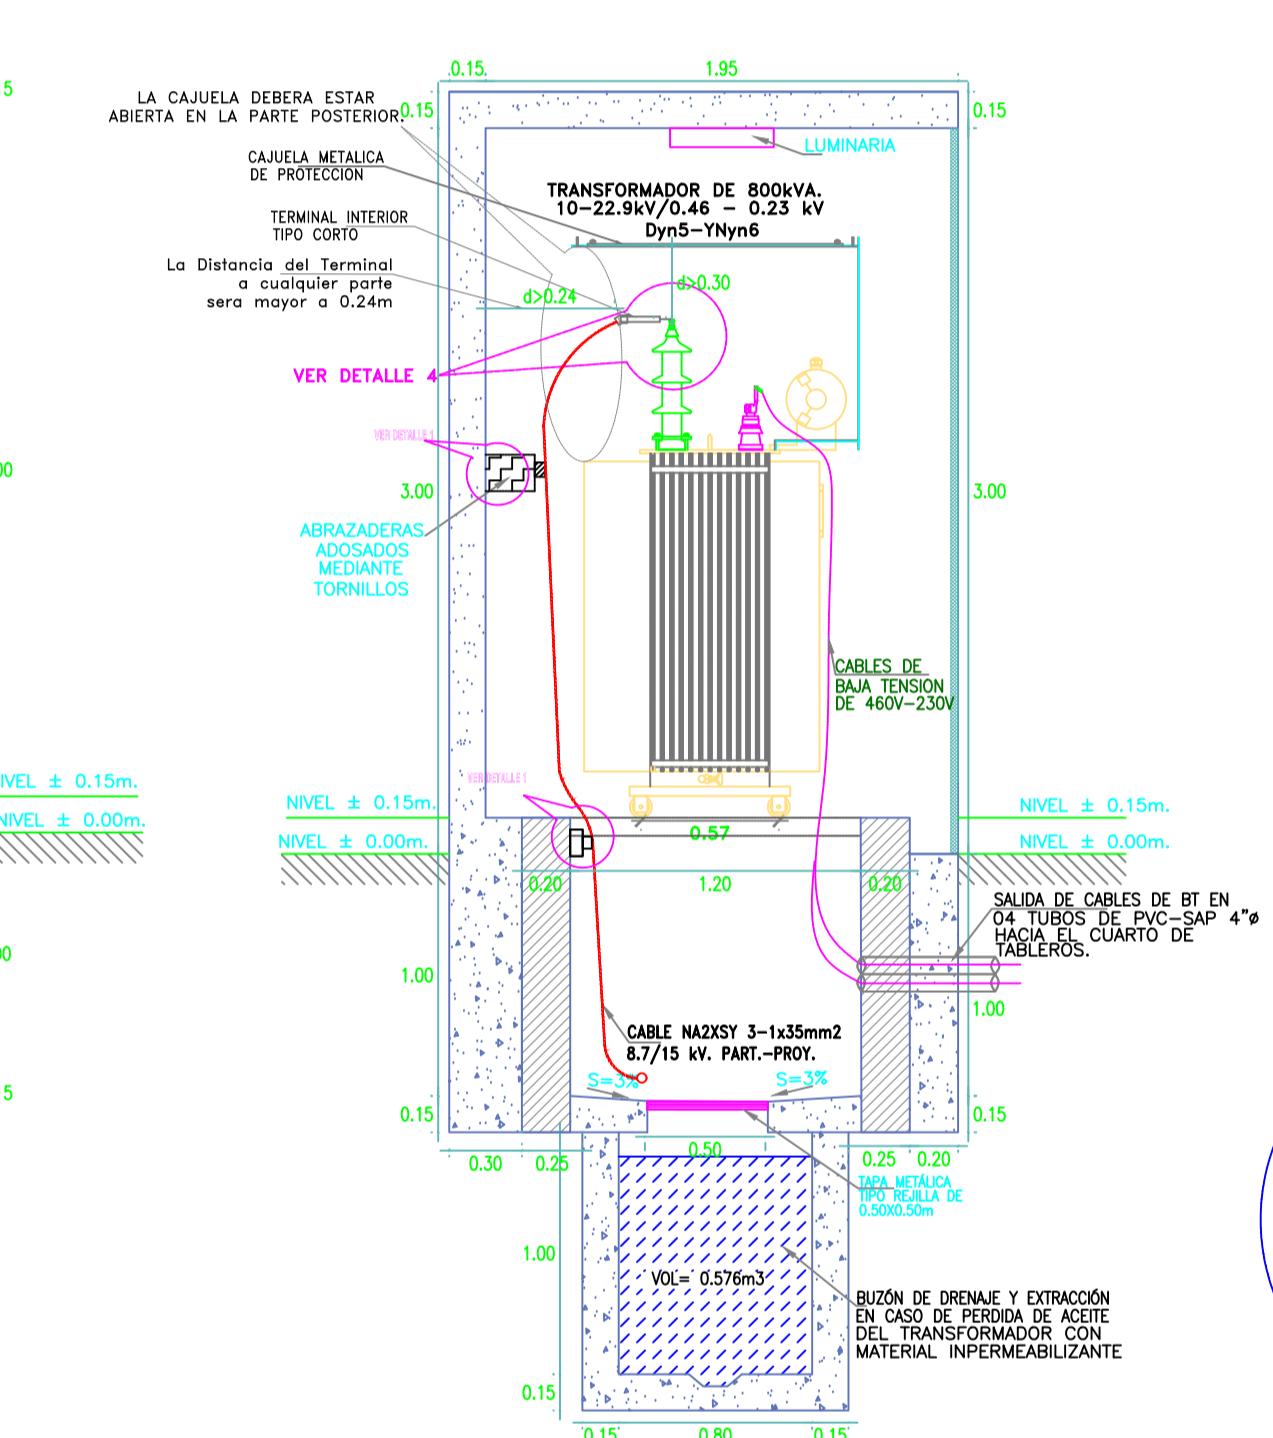 0.15
1.95
5
LA CAJUELA DEBERA ESTAR
ABIERTA EN LA PARTE POSTERIOR.
0.15
0.15
LUMINARIA
CAJUELA METALICA
DE PROTECCION
TRANSFORMADOR DE 800kVA.
10-22.9kV/0.46 - 0.23 kV
Dyn5-YNyn6
TERMINAL INTERIOR
TIPO CORTO
La Distancia del Terminal
a cualquier parte
sera mayor a 0.24m
d>0.24
d>0.30
VER DETALLE 4
VER DETALLE 1
00
3.00
3.00
ABRAZADERAS
ADOSADOS
MEDIANTE
TORNILLOS
CABLES DE
BAJA TENSION
DE 460V-230V
VER DETALLE 1
IVEL ± 0.15m.
NIVEL ± 0.15m.
NIVEL ± 0.15m.
NIVEL ± 0.00m.
NIVEL ± 0.00m.
NIVEL ± 0.00m.
0.57
0.20
1.20
0.20
SALIDA DE CABLES DE BT EN
04 TUBOS DE PVC-SAP 4"ø
HACIA EL CUARTO DE
TABLEROS.
00
1.00
1.00
CABLE NA2XSY 3-1x35mm2
8.7/15 kV. PART.-PROY.
S=3%
S=3%
5
0.15
0.15
0.30
0.25
0.50
0.25
0.20
TAPA METÁLICA
TIPO REJILLA DE
0.50X0.50m
1.00
VOL= 0.576m3
BUZÓN DE DRENAJE Y EXTRACCIÓN
EN CASO DE PERDIDA DE ACEITE
DEL TRANSFORMADOR CON
MATERIAL INPERMEABILIZANTE
0.15
0.15
0.80
0.15